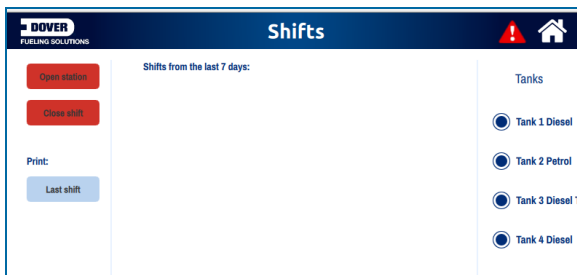 DOVER
FUELING SOLUTIONS
Shifts
Open station
Close shift
Print:
Last shift
Shifts from the last 7 days:
Tanks
Tank 1 Diesel
Tank 2 Petrol
Tank 3 Diesel
Tank 4 Diesel